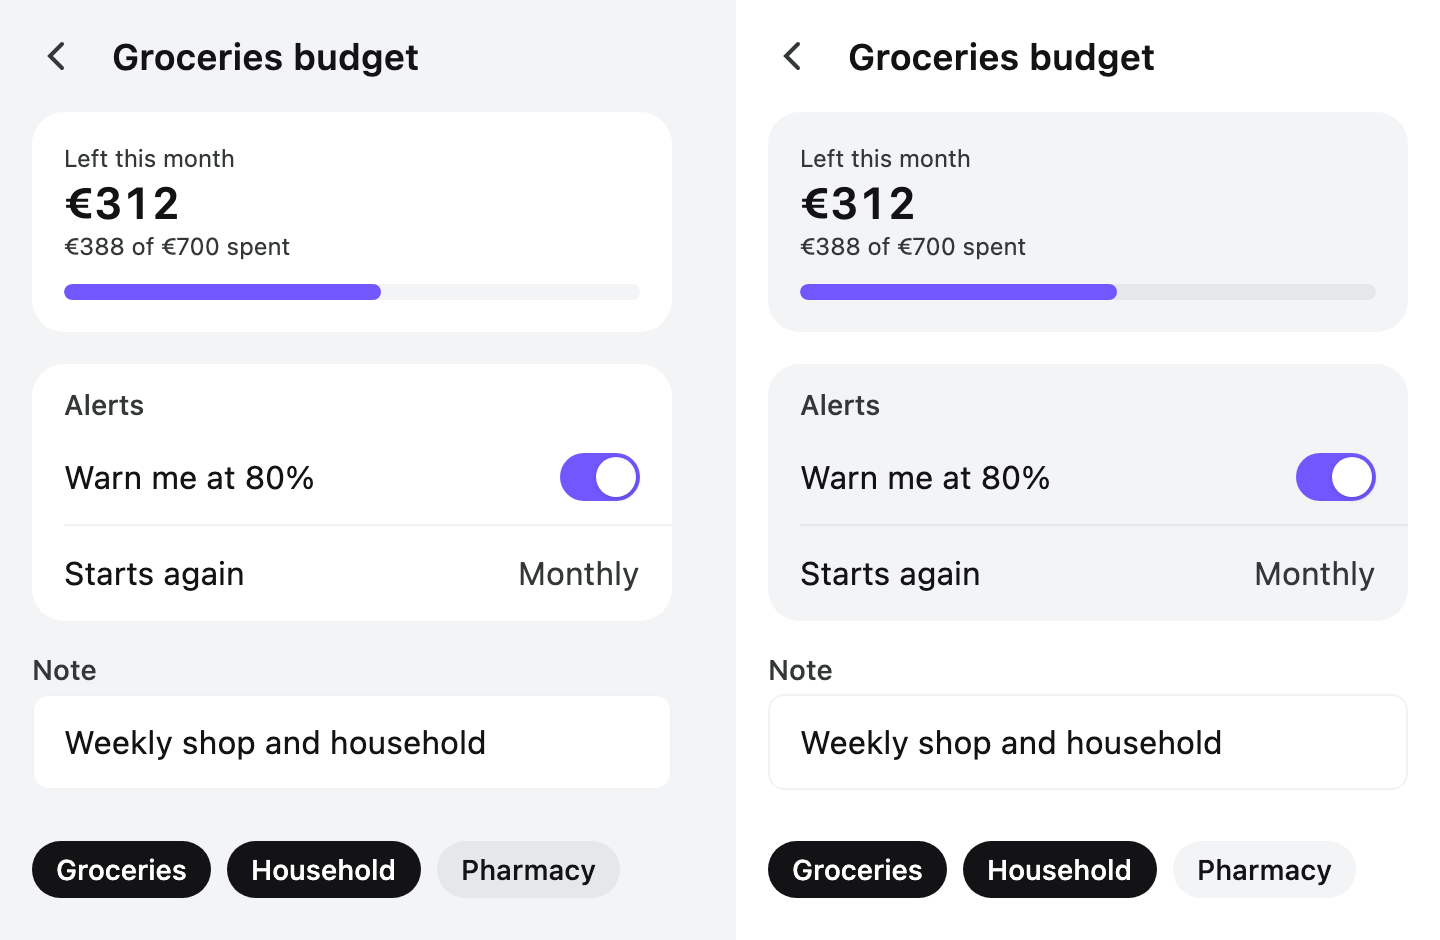 Groceries budget
Left this month
€312
€388 of €700 spent
Alerts
Warn me at 80%
Starts again Monthly
Note
Weekly shop and household
Groceries Household Pharmacy
Groceries budget
Left this month
€312
€388 of €700 spent
Alerts
Warn me at 80%
Starts again Monthly
Note
Weekly shop and household
Groceries Household Pharmacy